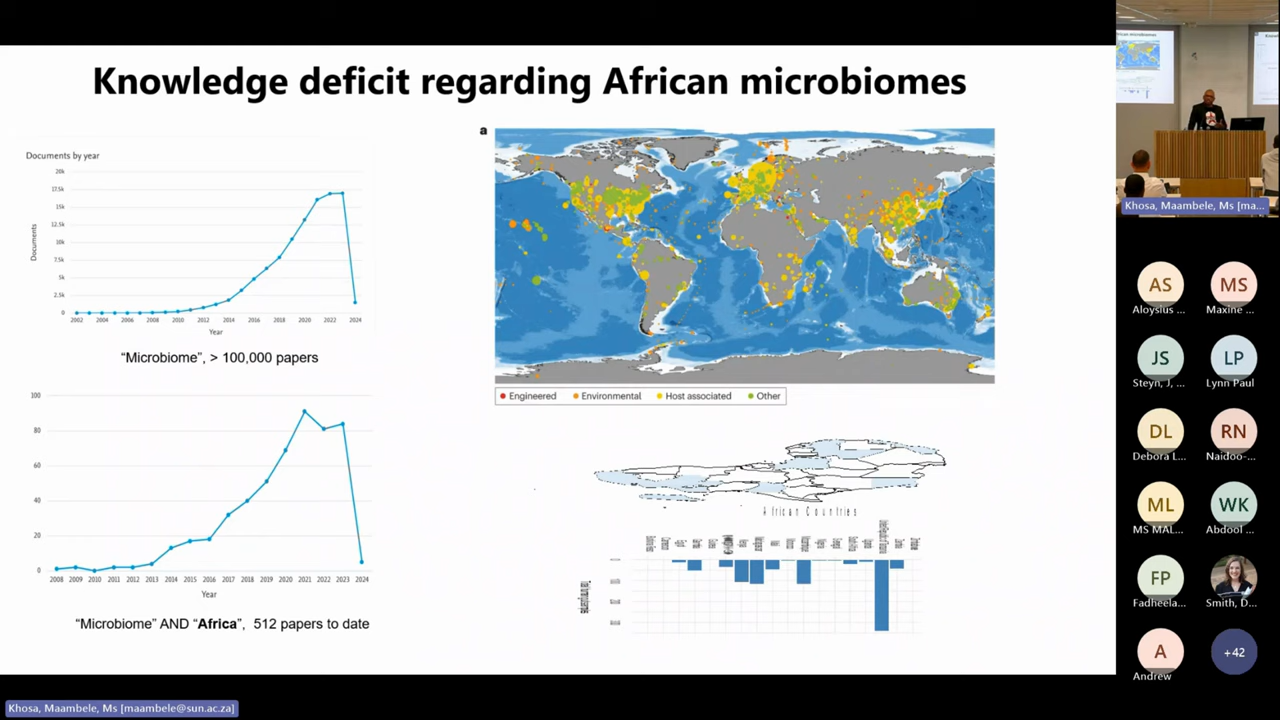 Knowledge deficit regarding African microbiomes
Documents by year
20k
17.5k
15k
12.5k
10k
7.5k
5k
2.5k
0
Documents
2002 2004 2006 2008 2010 2012 2014 2016 2018 2020 2022 2024
Year
"Microbiome", > 100,000 papers
100
80
60
40
20
0
2008 2009 2010 2011 2012 2013 2014 2015 2016 2017 2018 2019 2020 2021 2022 2023 2024
Year
"Microbiome" AND "Africa", 512 papers to date
a
Engineered Environmental Host associated Other
African Countries
Khosa, Maambele, Ms [ma...
AS MS
Aloysius ... Maxine ...
JS LP
Steyn, J, ... Lynn Paul
DL RN
Debora L... Naidoo-...
ML WK
MS MAL... Abdool ...
FP
Fadheela... Smith, D...
A +42
Andrew
Khosa, Maambele, Ms [maambele@sun.ac.za]